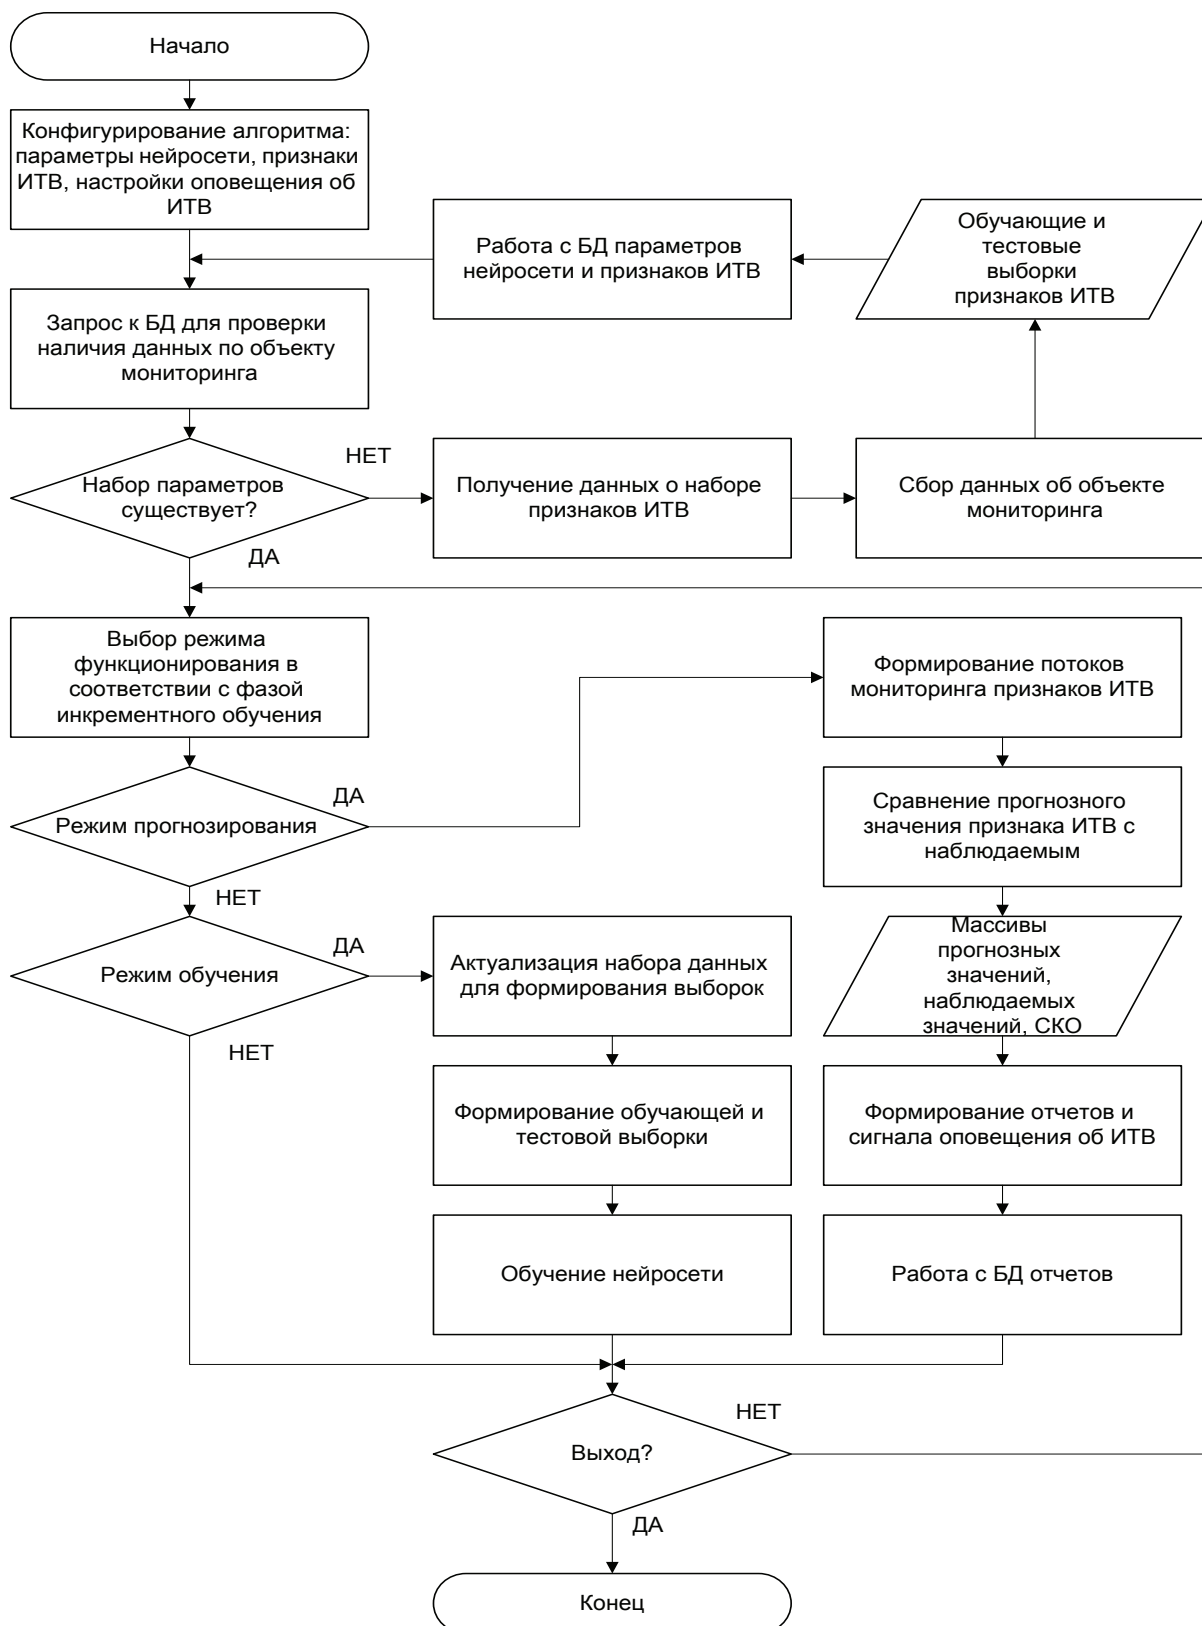 Начало
Конфигурирование алгоритма:
параметры нейросети, признаки
ИТВ, настройки оповещения об
ИТВ
Работа с БД параметров
нейросети и признаков ИТВ
Обучающие и
тестовые
выборки
признаков ИТВ
Запрос к БД для проверки
наличия данных по объекту
мониторинга
Набор параметров
существует?
НЕТ
Получение данных о наборе
признаков ИТВ
Сбор данных об объекте
мониторинга
ДА
Выбор режима
функционирования в
соответствии с фазой
инкрементного обучения
Формирование потоков
мониторинга признаков ИТВ
Режим прогнозирования
ДА
Сравнение прогнозного
значения признака ИТВ с
наблюдаемым
НЕТ
Режим обучения
ДА
Актуализация набора данных
для формирования выборок
Массивы
прогнозных
значений,
наблюдаемых
значений, СКО
НЕТ
Формирование обучающей и
тестовой выборки
Формирование отчетов и
сигнала оповещения об ИТВ
Обучение нейросети
Работа с БД отчетов
Выход?
НЕТ
ДА
Конец